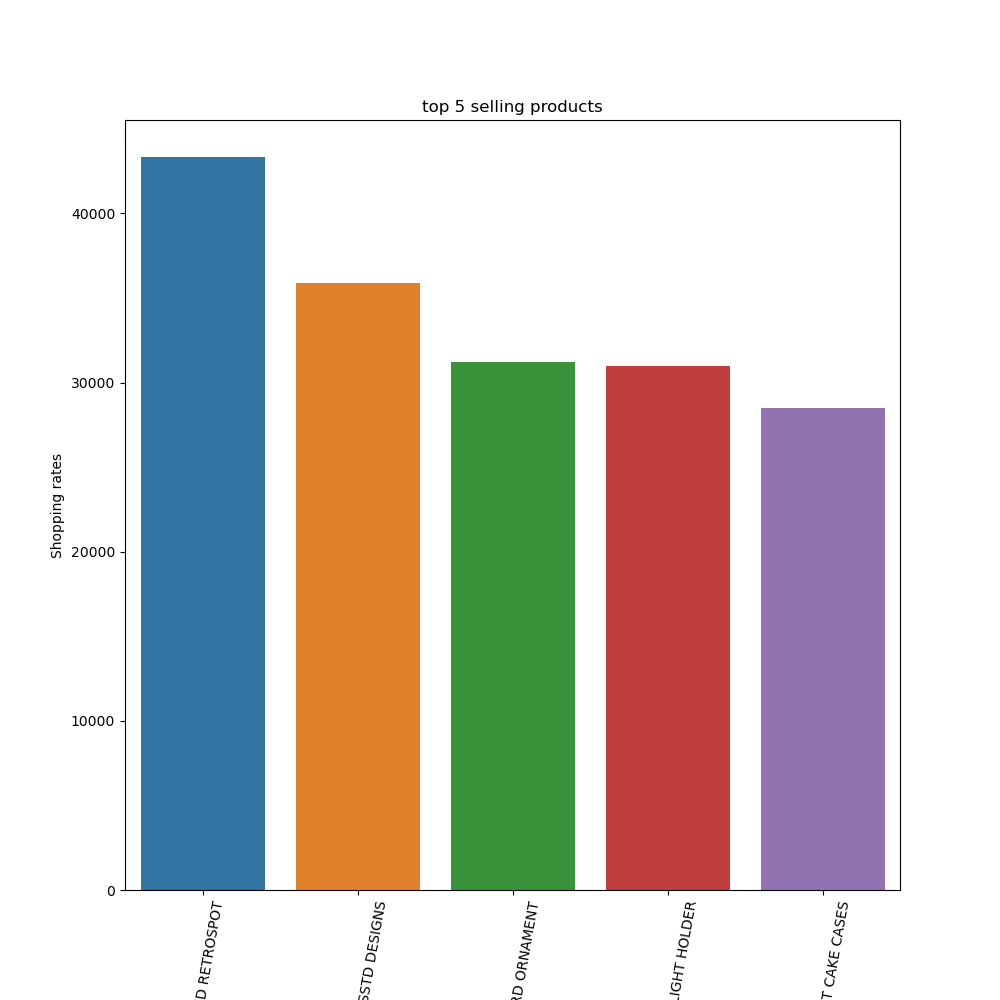 top 5 selling products
Shopping rates
40000
30000
20000
10000
0
D RETROSPOT
SSTD DESIGNS
RD ORNAMENT
LIGHT HOLDER
T CAKE CASES